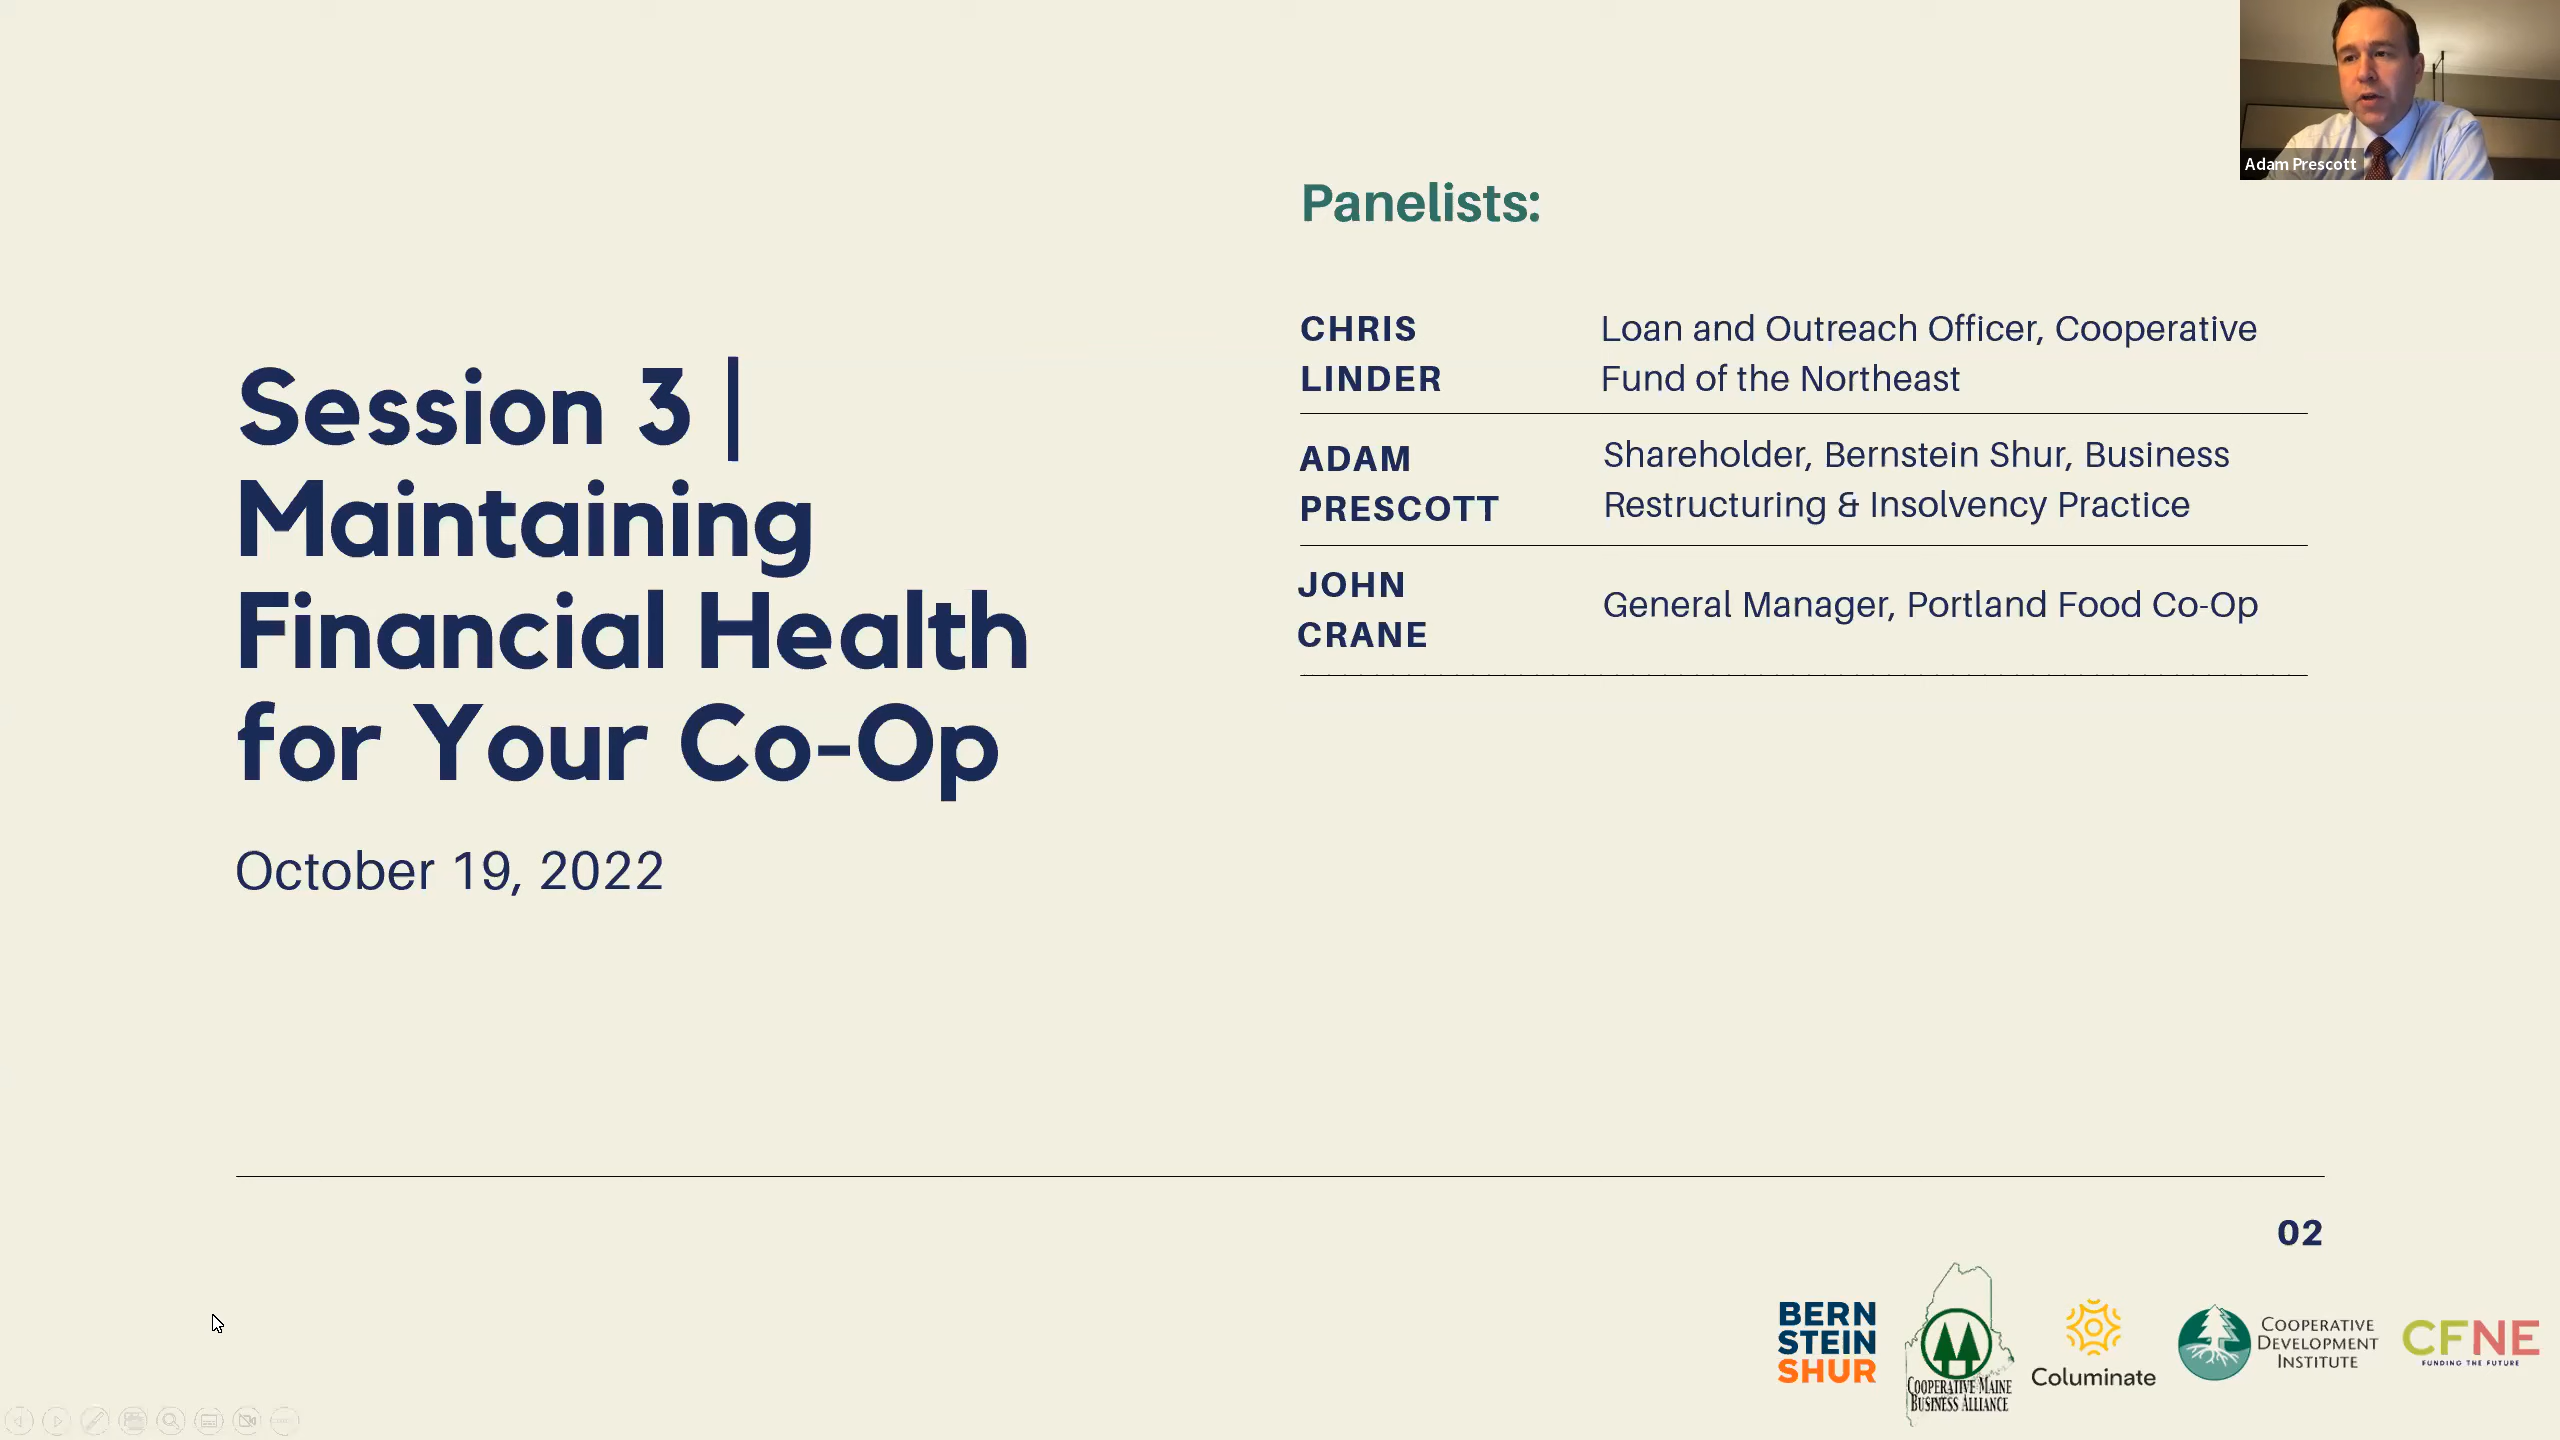 Adam Prescott
Session 3 |
Maintaining
Financial Health
for Your Co-Op
October 19, 2022
Panelists:
CHRIS
LINDER
Loan and Outreach Officer, Cooperative
Fund of the Northeast
ADAM
PRESCOTT
Shareholder, Bernstein Shur, Business
Restructuring & Insolvency Practice
JOHN
CRANE
General Manager, Portland Food Co-Op
02
BERN
STEIN
SHUR
COOPERATIVE MAINE
BUSINESS ALLIANCE
Columinate
COOPERATIVE
DEVELOPMENT
INSTITUTE
CFNE
FUNDING THE FUTURE